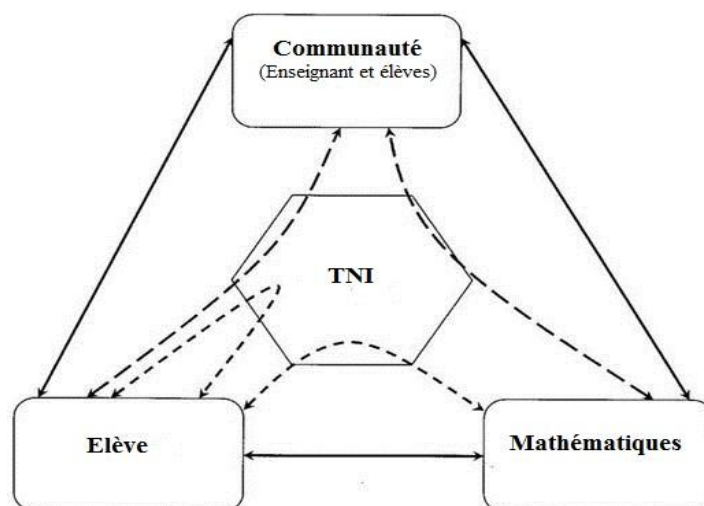 Communauté
(Enseignant et élèves)
TNI
Elève
Mathématiques